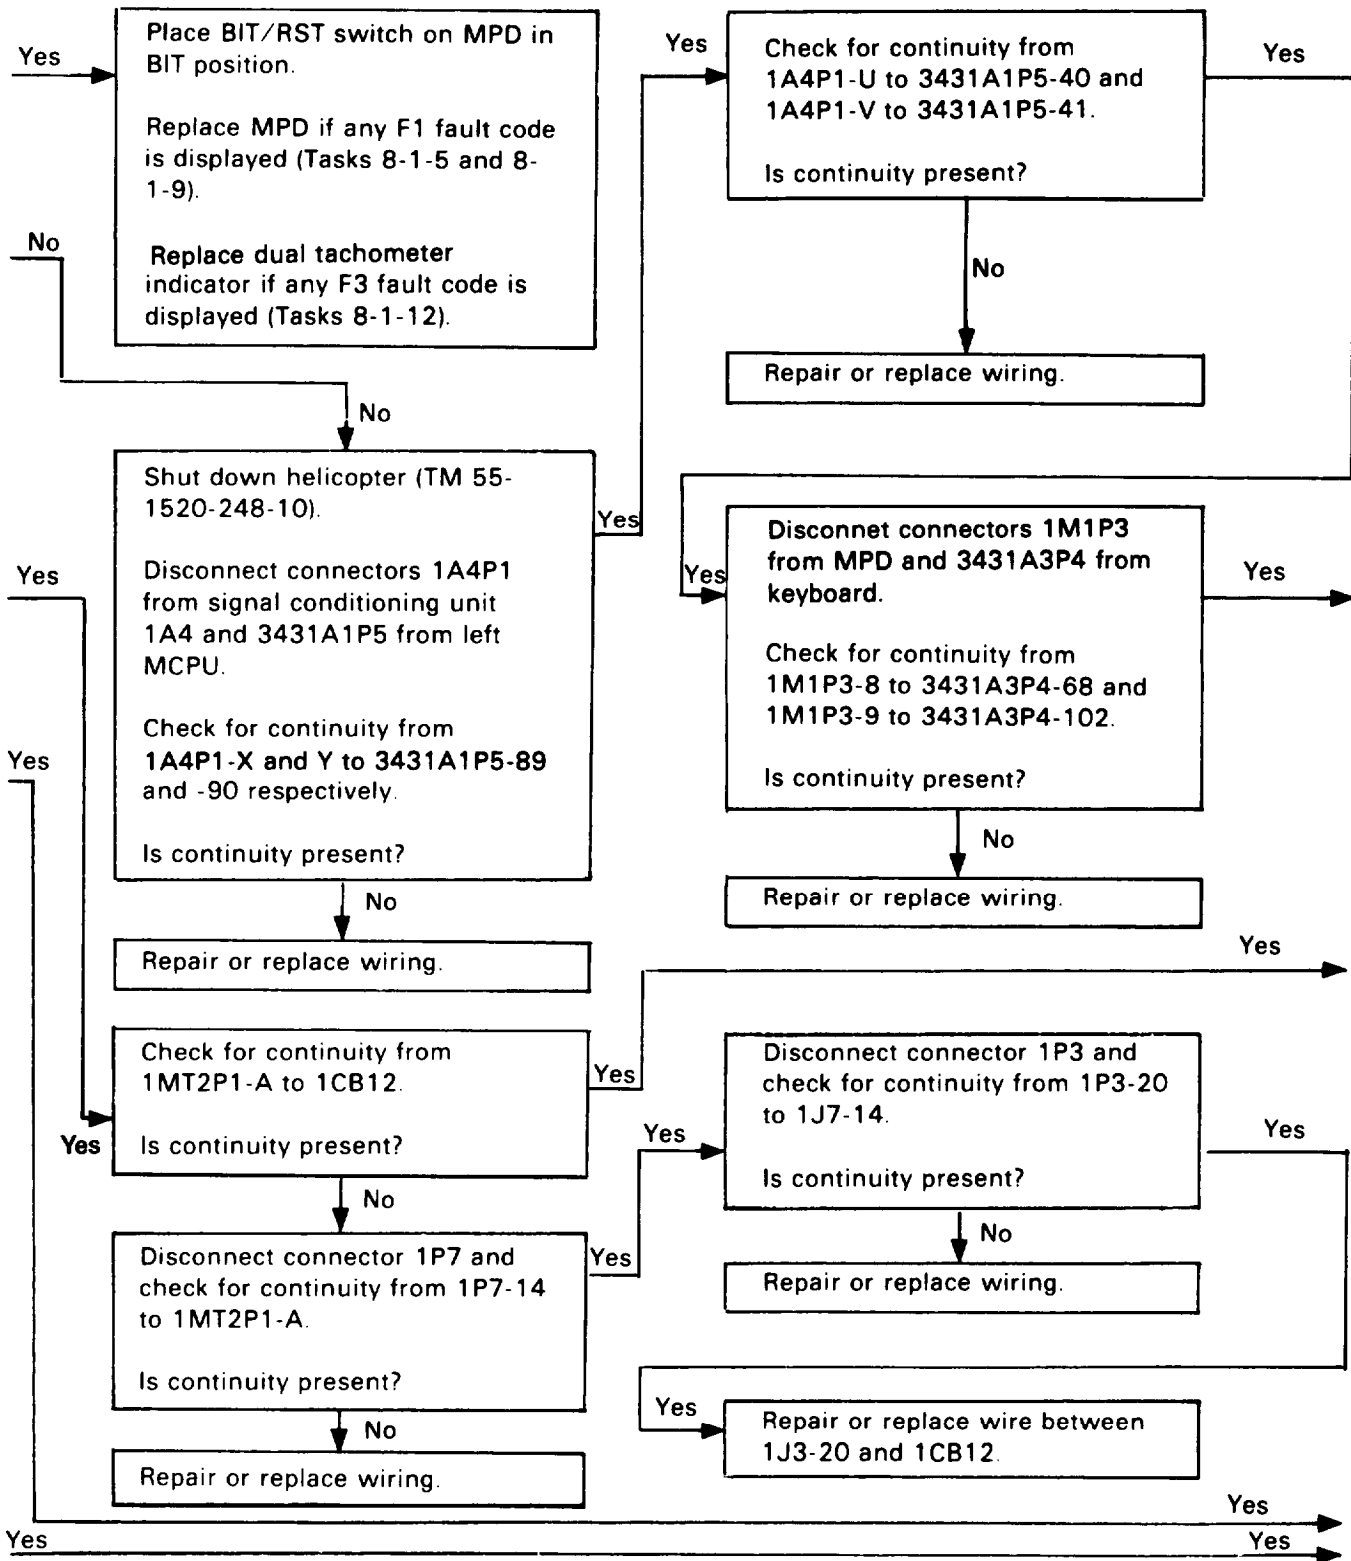 Yes
Place BIT/RST switch on MPD in
BIT position.
Replace MPD if any F1 fault code
is displayed (Tasks 8-1-5 and 8-
1-9).
Replace dual tachometer
indicator if any F3 fault code is
displayed (Tasks 8-1-12).
No
No
Shut down helicopter (TM 55-
1520-248-10).
Disconnect connectors 1A4P1
from signal conditioning unit
1A4 and 3431A1P5 from left
MCPU.
Check for continuity from
1A4P1-X and Y to 3431A1P5-89
and -90 respectively.
Is continuity present?
Yes
No
Repair or replace wiring.
Yes
Check for continuity from
1A4P1-U to 3431A1P5-40 and
1A4P1-V to 3431A1P5-41.
Is continuity present?
Yes
No
Repair or replace wiring.
Yes
Disconnet connectors 1M1P3
from MPD and 3431A3P4 from
keyboard.
Check for continuity from
1M1P3-8 to 3431A3P4-68 and
1M1P3-9 to 3431A3P4-102.
Is continuity present?
Yes
No
Repair or replace wiring.
Yes
Yes
Yes
Check for continuity from
1MT2P1-A to 1CB12.
Is continuity present?
Yes
Yes
No
Disconnect connector 1P7 and
check for continuity from 1P7-14
to 1MT2P1-A.
Is continuity present?
Yes
No
Repair or replace wiring.
Yes
Disconnect connector 1P3 and
check for continuity from 1P3-20
to 1J7-14.
Is continuity present?
Yes
No
Repair or replace wiring.
Yes
Repair or replace wire between
1J3-20 and 1CB12.
Yes
Yes
Yes